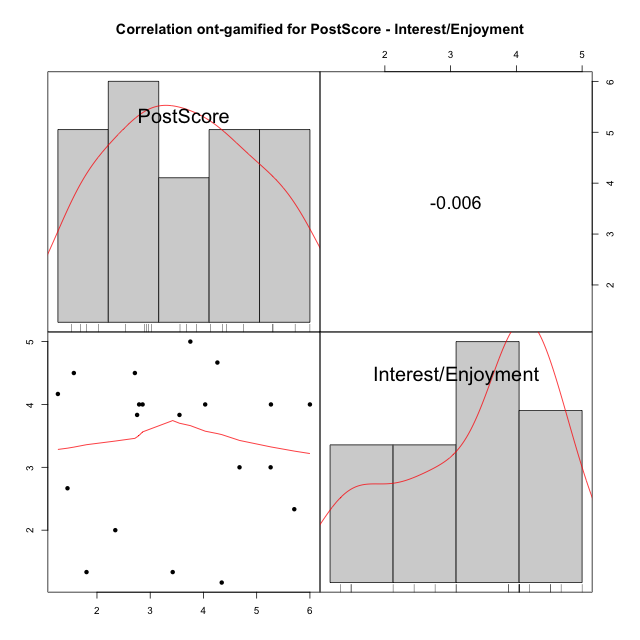 Correlation ont-gamified for PostScore - Interest/Enjoyment
2 3 4 5
PostScore
-0.006
6
5
4
3
2
5
4
3
2
Interest/Enjoyment
2 3 4 5 6